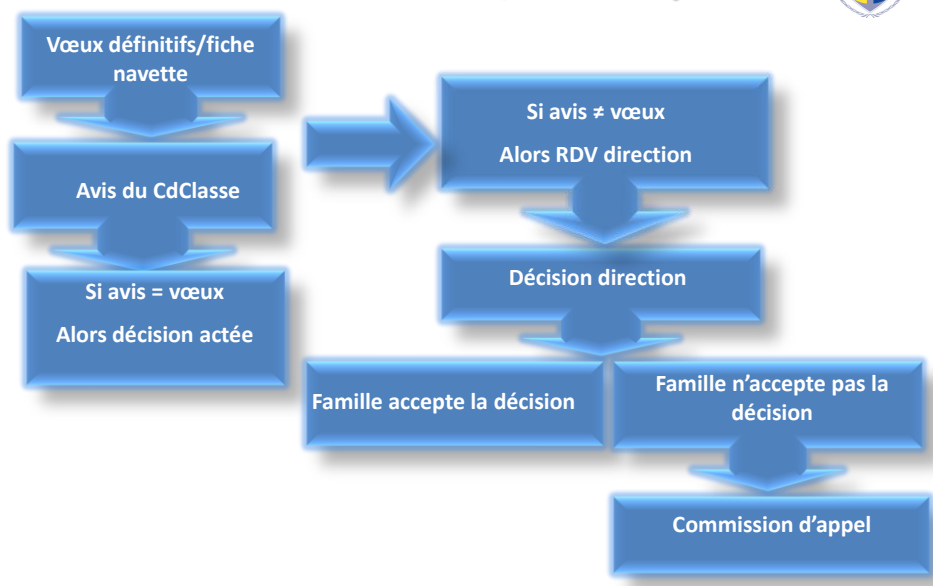 Vœux définitifs/fiche
navette
Avis du CdClasse
Si avis = vœux
Alors décision actée
Si avis ≠ vœux
Alors RDV direction
Décision direction
Famille accepte la décision
Famille n’accepte pas la
décision
Commission d’appel